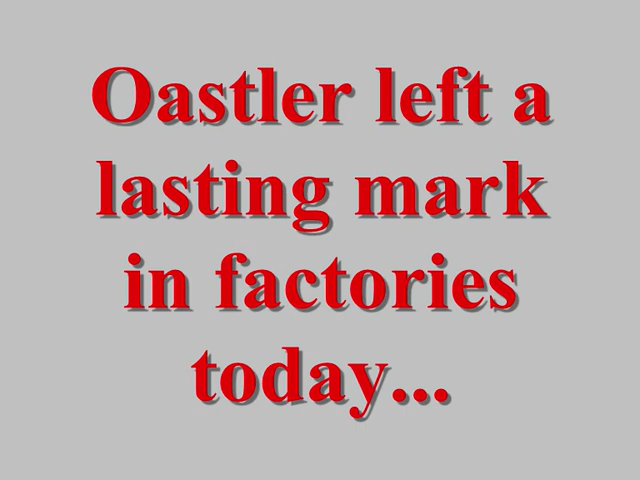 Oastler left a
lasting mark
in factories
today...